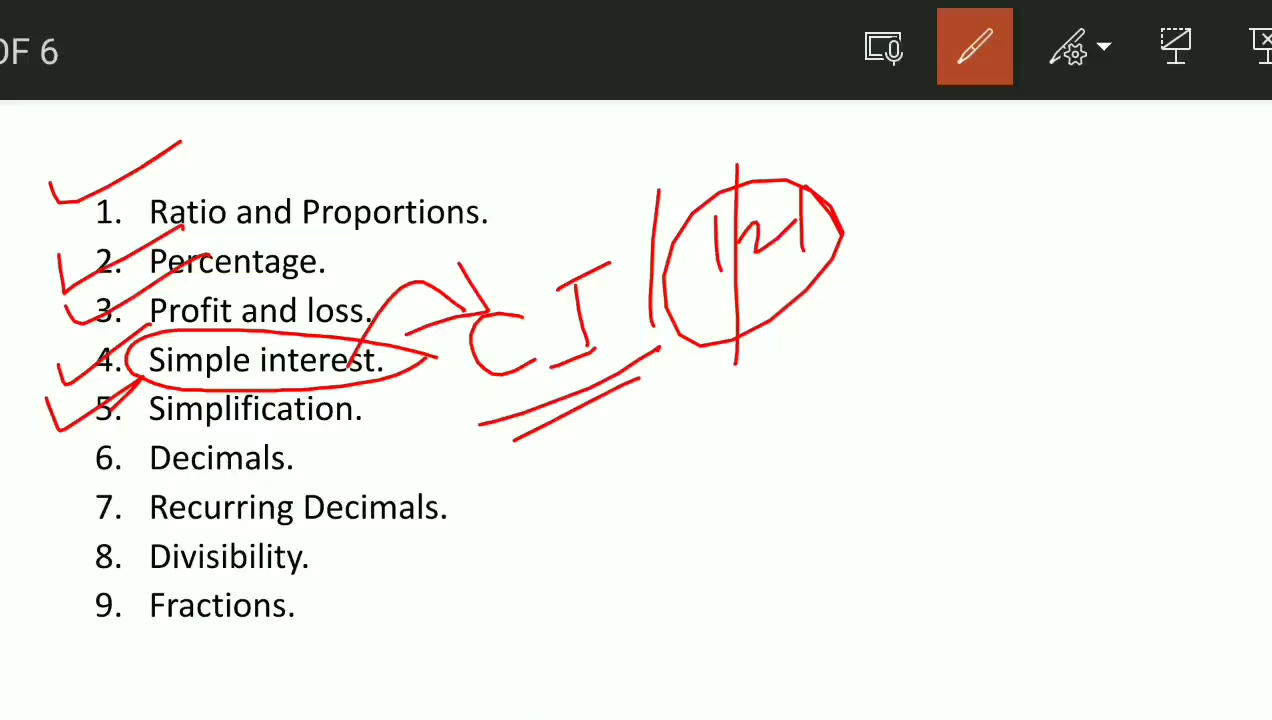 OF 6
1. Ratio and Proportions.
2. Percentage.
3. Profit and loss.
4. Simple interest.
CI
5. Simplification.
6. Decimals.
7. Recurring Decimals.
8. Divisibility.
9. Fractions.